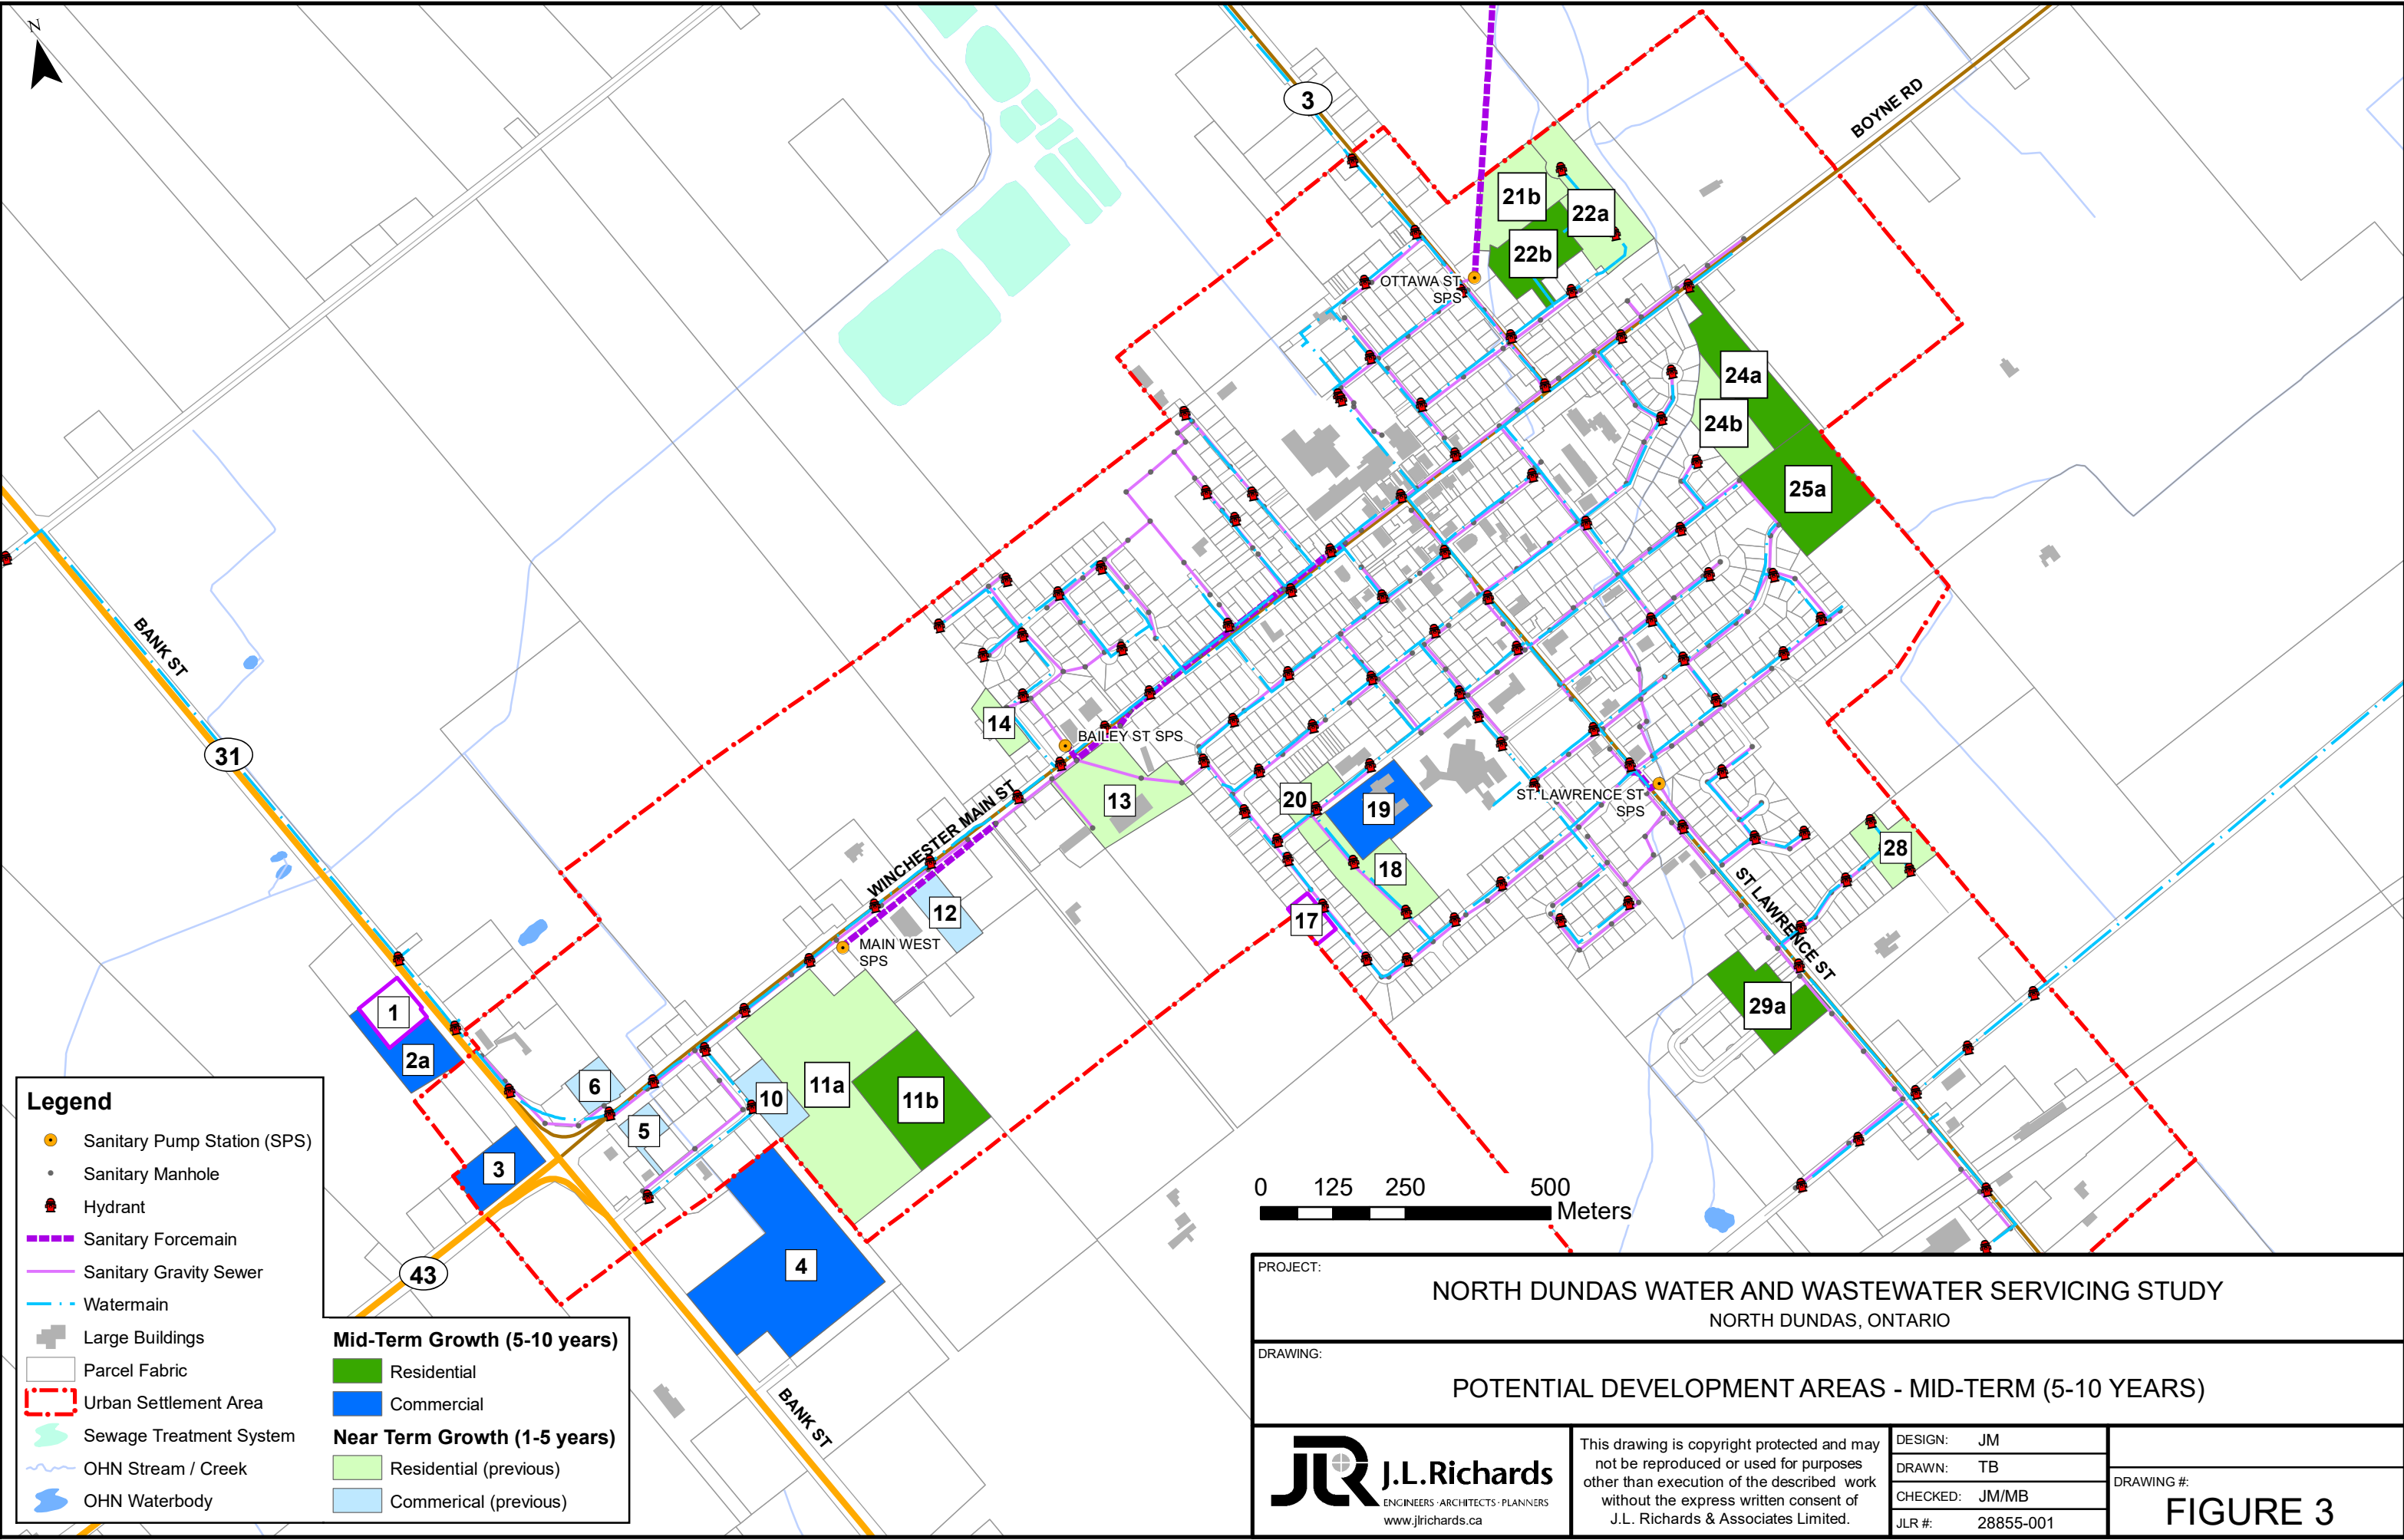 N
3
BOYNE RD
21b
22a
22b
OTTAWA ST
SPS
24a
24b
25a
BANK ST
31
14
BAILEY ST SPS
13
20
19
ST. LAWRENCE ST
SPS
WINCHESTER MAIN ST
18
28
12
17
MAIN WEST
SPS
ST LAWRENCE ST
1
2a
29a
6
11a
10
11b
5
3
4
43
BANK ST
0 125 250 500
Meters
Legend
Sanitary Pump Station (SPS)
Sanitary Manhole
Hydrant
Sanitary Forcemain
Sanitary Gravity Sewer
Watermain
Large Buildings
Parcel Fabric
Urban Settlement Area
Sewage Treatment System
OHN Stream / Creek
OHN Waterbody
Mid-Term Growth (5-10 years)
Residential
Commercial
Near Term Growth (1-5 years)
Residential (previous)
Commerical (previous)
PROJECT:
NORTH DUNDAS WATER AND WASTEWATER SERVICING STUDY
NORTH DUNDAS, ONTARIO
DRAWING:
POTENTIAL DEVELOPMENT AREAS - MID-TERM (5-10 YEARS)
JLR J.L.Richards
ENGINEERS · ARCHITECTS · PLANNERS
www.jlrichards.ca
This drawing is copyright protected and may
not be reproduced or used for purposes
other than execution of the described work
without the express written consent of
J.L. Richards & Associates Limited.
DESIGN: JM
DRAWN: TB
CHECKED: JM/MB
JLR #: 28855-001
DRAWING #:
FIGURE 3